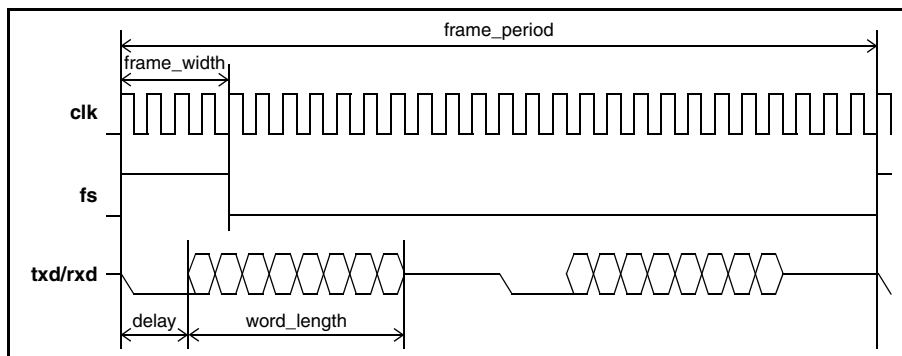 frame_period
frame_width
clk
fs
txd/rxd
delay
word_length